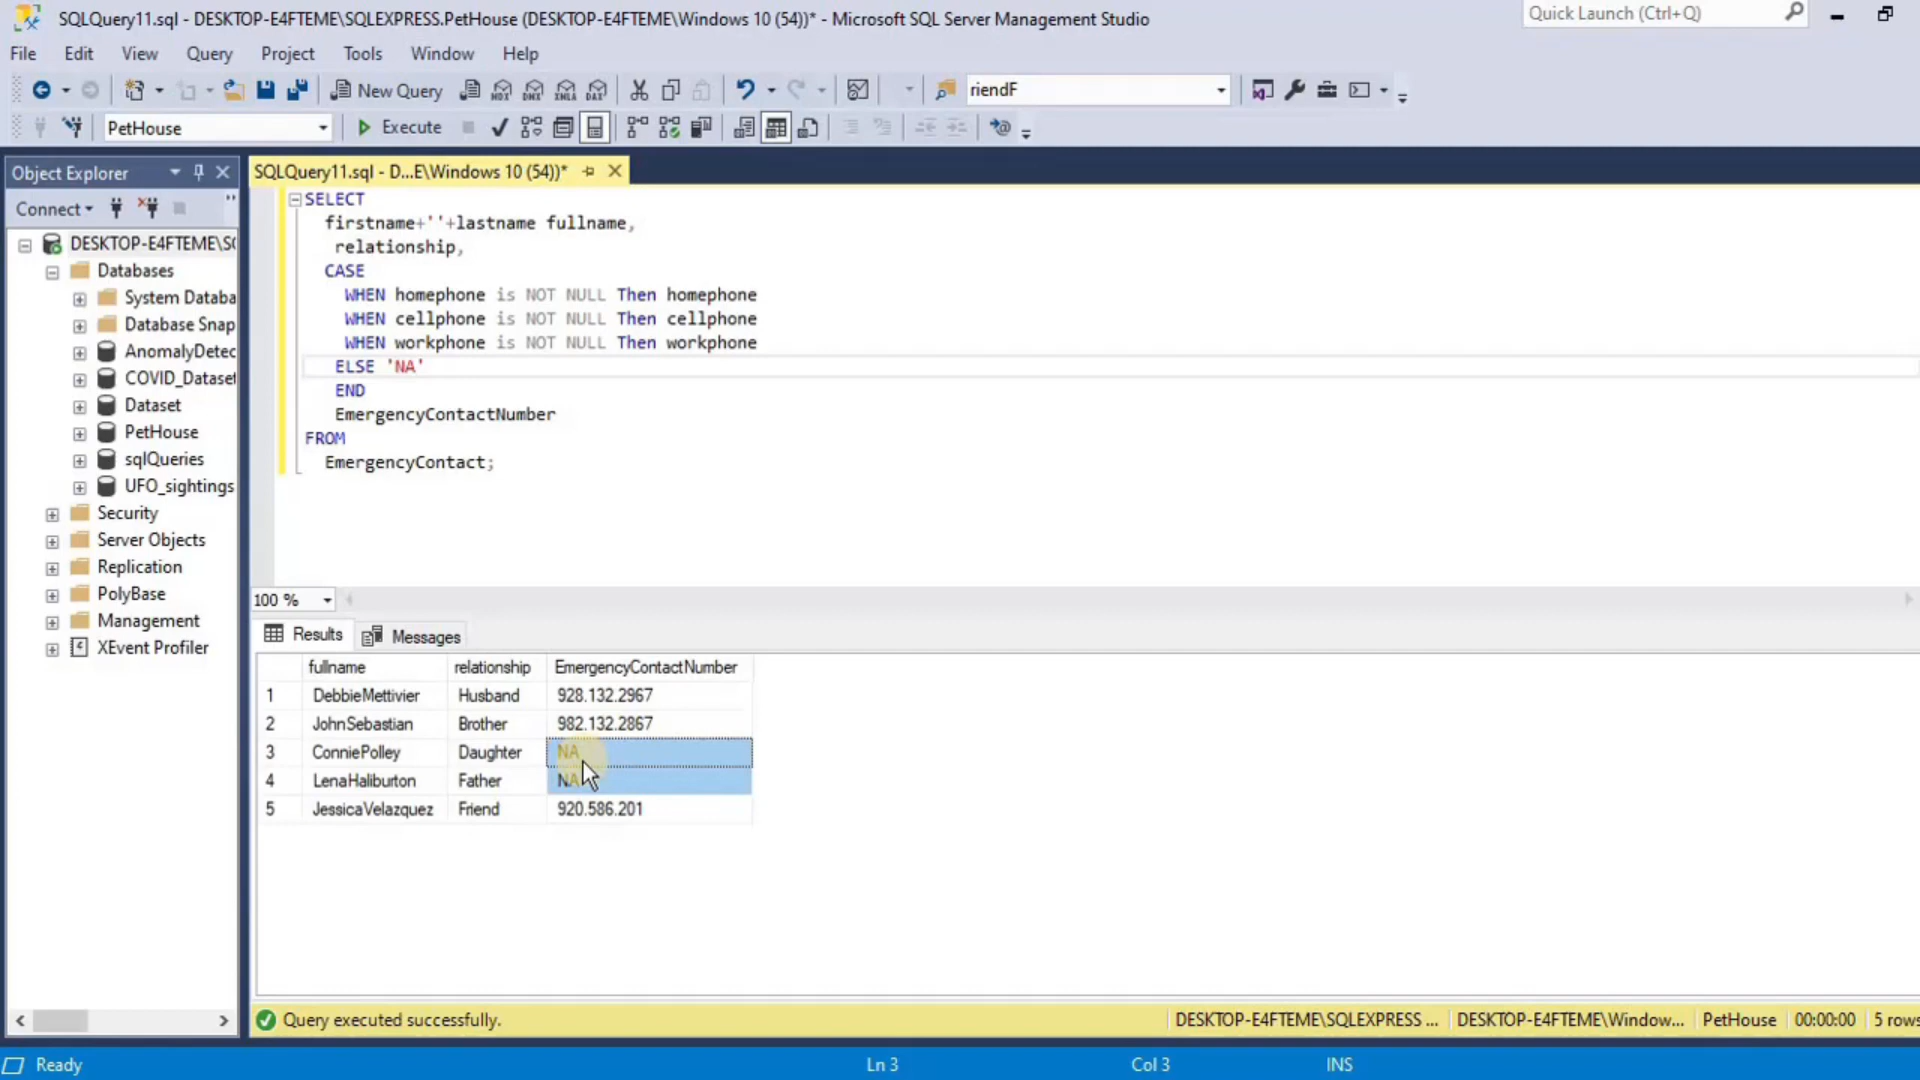 SQLQuery11.sql - DESKTOP-E4FTEME\SQLEXPRESS.PetHouse (DESKTOP-E4FTEME\Windows 10 (54))* - Microsoft SQL Server Management Studio
Quick Launch (Ctrl+Q)
File Edit View Query Project Tools Window Help
New Query
riendF
PetHouse
Execute
Object Explorer
SQLQuery11.sql - D...E\Windows 10 (54))*
Connect
DESKTOP-E4FTEME\S
Databases
System Databa
Database Snap
AnomalyDetec
COVID_Dataset
Dataset
PetHouse
sqlQueries
UFO_sightings
Security
Server Objects
Replication
PolyBase
Management
XEvent Profiler
SELECT
firstname+''+lastname fullname,
relationship,
CASE
WHEN homephone is NOT NULL Then homephone
WHEN cellphone is NOT NULL Then cellphone
WHEN workphone is NOT NULL Then workphone
ELSE 'NA'
END
EmergencyContactNumber
FROM
EmergencyContact;
100 %
Results Messages
fullname relationship EmergencyContactNumber
1 DebbieMettivier Husband 928.132.2967
2 JohnSebastian Brother 982.132.2867
3 ConniePolley Daughter NA
4 LenaHaliburton Father NA
5 JessicaVelazquez Friend 920.586.201
Query executed successfully.
DESKTOP-E4FTEME\SQLEXPRESS ... DESKTOP-E4FTEME\Window... PetHouse 00:00:00 5 rows
Ready Ln 3 Col 3 INS